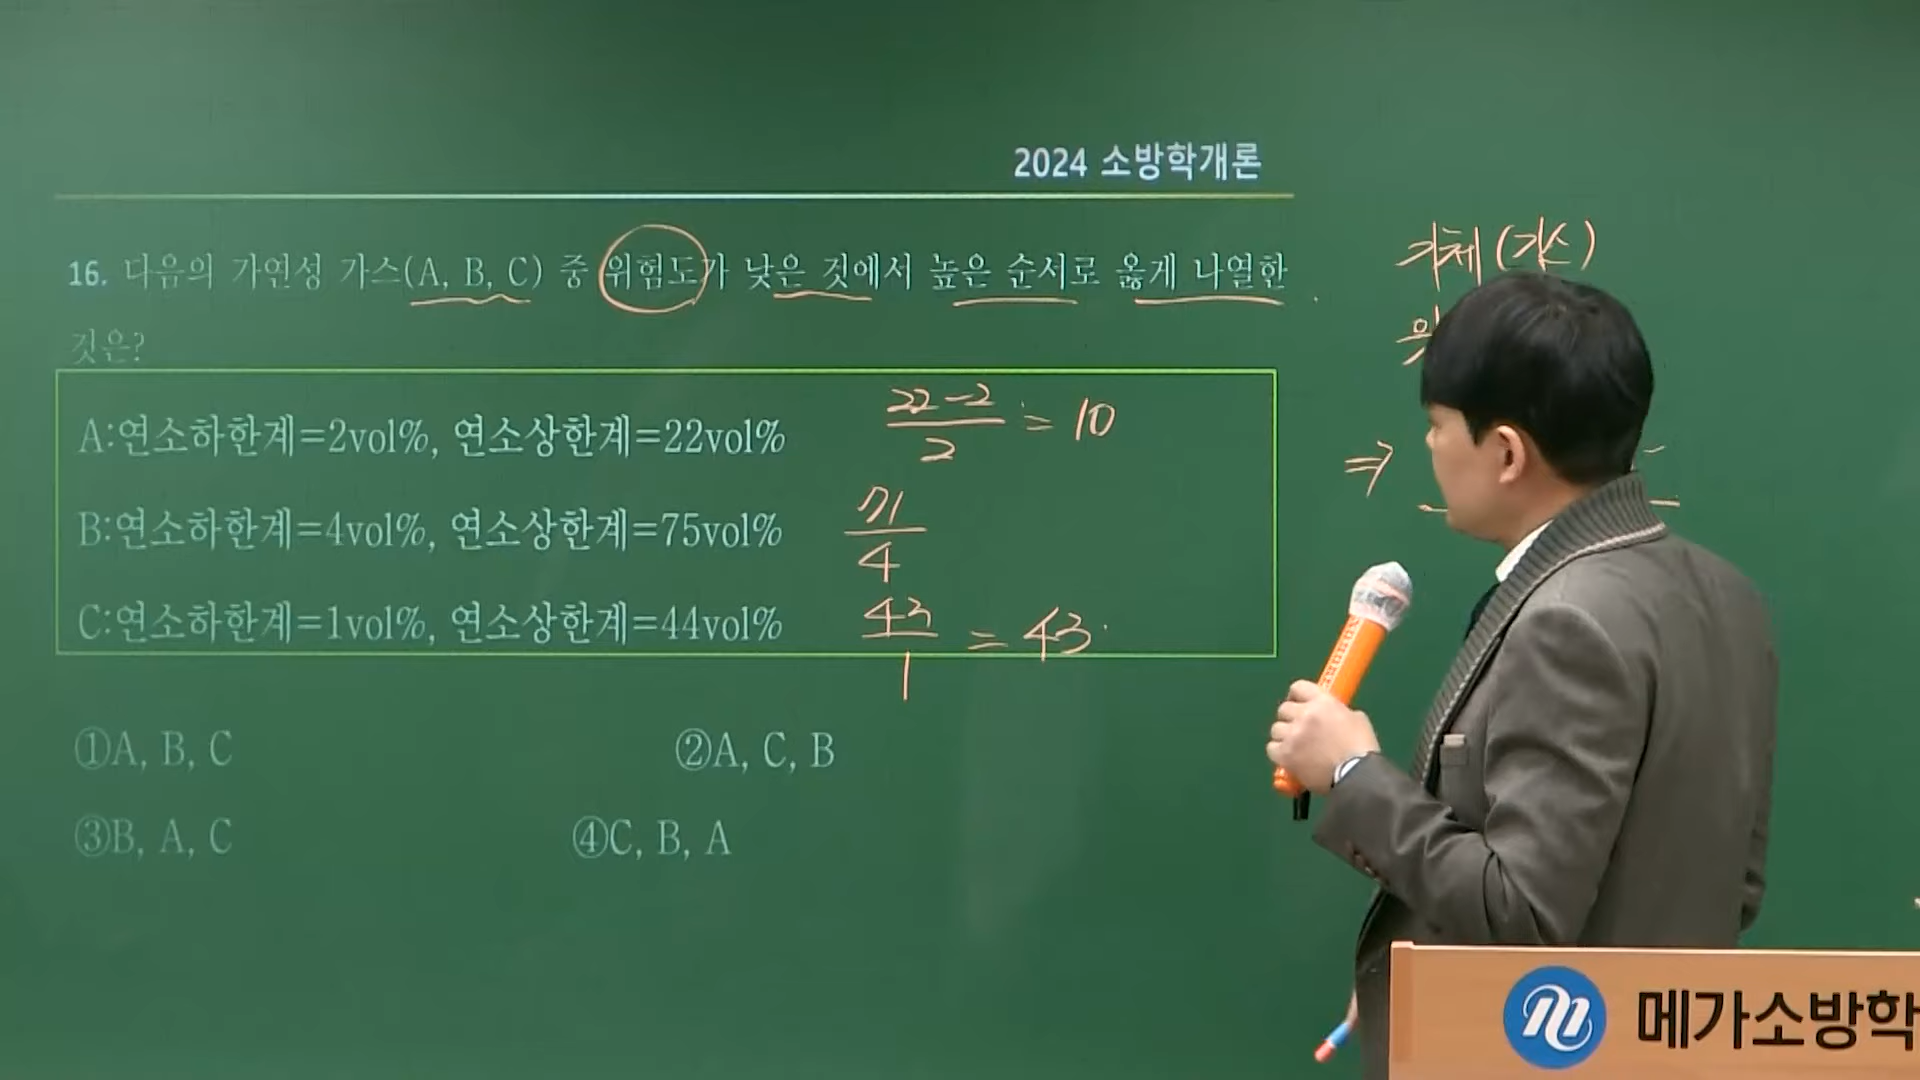 2024 소방학개론
16. 다음의 가연성 가스(A, B, C) 중 위험도가 낮은 것에서 높은 순서로 옳게 나열한
것은?
A:연소하한계=2vol%, 연소상한계=22vol%
22-2
2
= 10
B:연소하한계=4vol%, 연소상한계=75vol%
71
4
C:연소하한계=1vol%, 연소상한계=44vol%
43
1
= 43
①A, B, C
②A, C, B
③B, A, C
④C, B, A
기체 (가스)
⇒
메가소방학